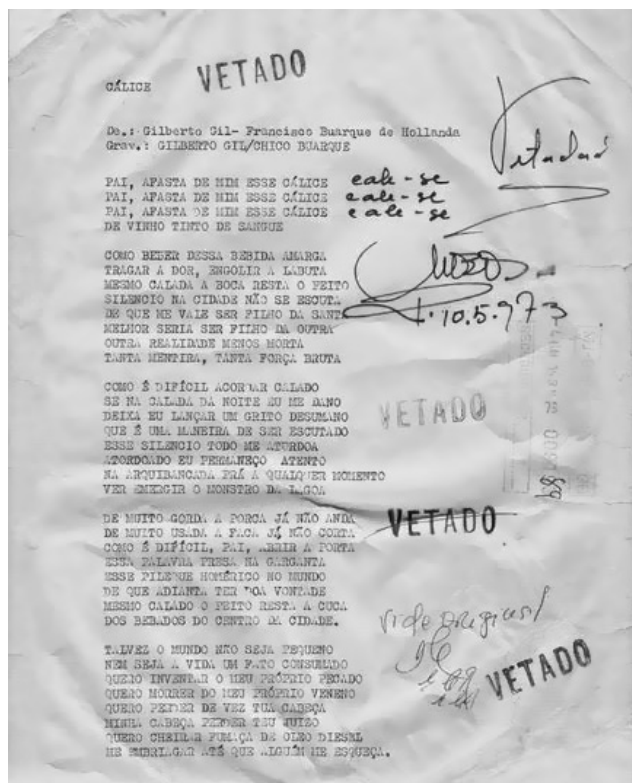 VETADO
CÁLICE
De.: Gilberto Gil- Francisco Buarque de Hollanda
Grav.: GILBERTO GIL/CHICO BUARQUE
Vetada
PAI, AFASTA DE MIM ESSE CÁLICE cale-se
PAI, AFASTA DE MIM ESSE CÁLICE cale-se
PAI, AFASTA DE MIM ESSE CÁLICE cale-se
DE VINHO TINTO DE SANGUE
COMO BEBER DESSA BEBIDA AMARGA
TRAGAR A DOR, ENGOLIR A LABUTA
MESMO CALADA A BOCA RESTA O PEITO
SILENCIO NA CIDADE NÃO SE ESCUTA
DE QUE ME VALE SER FILHO DA SANTA
MELHOR SERIA SER FILHO DA OUTRA
OUTRA REALIDADE MENOS MORTA
TANTA MENTIRA, TANTA FORÇA BRUTA
10.5.973
COMO É DIFÍCIL ACORDAR CALADO
SE NA CALADA DA NOITE EU ME DANO
DEIXA EU LANÇAR UM GRITO DESUMANO
QUE É UMA MANEIRA DE SER ESCUTADO
ESSE SILENCIO TODO ME ATURDOA
ATORDOADO EU PERMANEÇO ATENTO
NA ARQUIBANCADA PRÁ A QUALQUER MOMENTO
VER EMERGIR O MONSTRO DA LAGOA
VETADO
DE MUITO GORDA A PORCA JÁ NÃO ANDA
DE MUITO USADA A FACA JÁ NÃO CORTA
COMO É DIFÍCIL, PAI, ABRIR A PORTA
ESSA PALAVRA PRESA NA GARGANTA
ESSE PILEQUE HOMÉRICO NO MUNDO
DE QUE ADIANTA TER BOA VONTADE
MESMO CALADO O PEITO RESTA A CUCA
DOS BEBADOS DO CENTRO DA CIDADE.
VETADO
TALVEZ O MUNDO NÃO SEJA PEQUENO
NEM SEJA A VIDA UM FATO CONSUMADO
QUERO INVENTAR O MEU PRÓPRIO PECADO
QUERO MORRER DO MEU PRÓPRIO VENENO
QUERO PERDER DE VEZ TUA CABEÇA
MINHA CABEÇA PERDER TEU JUIZO
QUERO CHEIRAR FUMAÇA DE OLEO DIESEL
ME EMBRIAGAR ATÉ QUE ALGUÉM ME ESQUEÇA.
vide original
VETADO